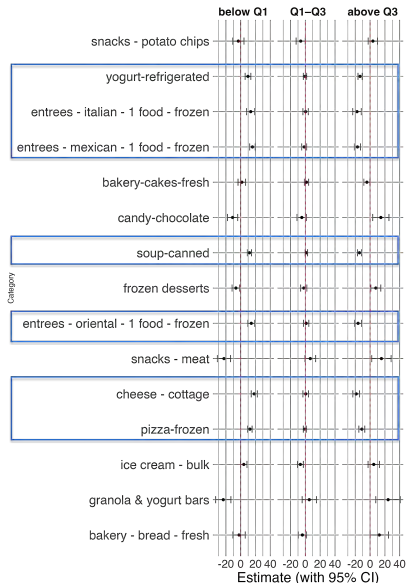 below Q1 Q1–Q3 above Q3
snacks - potato chips
yogurt-refrigerated
entrees - italian - 1 food - frozen
entrees - mexican - 1 food - frozen
bakery-cakes-fresh
candy-chocolate
soup-canned
Category
frozen desserts
entrees - oriental - 1 food - frozen
snacks - meat
cheese - cottage
pizza-frozen
ice cream - bulk
granola & yogurt bars
bakery - bread - fresh
-20 0 20 40 -20 0 20 40 -20 0 20 40
Estimate (with 95% CI)